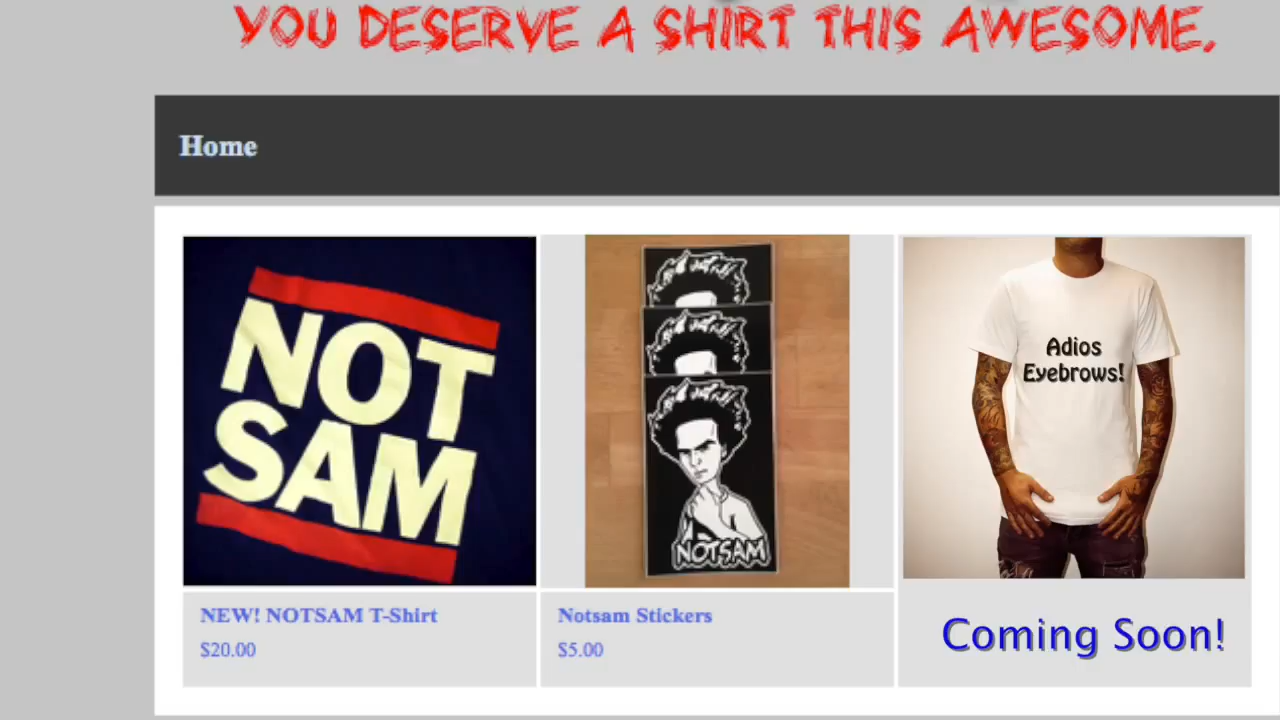 YOU DESERVE A SHIRT THIS AWESOME.
Home
NOT
SAM
NOTSAM
Adios
Eyebrows!
NEW! NOTSAM T-Shirt
$20.00
Notsam Stickers
$5.00
Coming Soon!